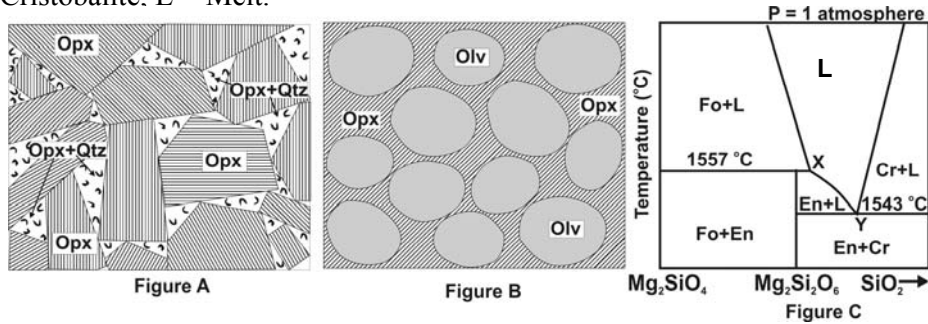 Cristobalite, L = Melt.
Opx
Opx+Qtz
Opx+Qtz
Opx
Opx
Figure A
Olv
Opx
Opx
Olv
Figure B
P = 1 atmosphere
Temperature (°C)
L
Fo+L
1557 °C
X
Cr+L
En+L
1543 °C
Y
Fo+En
En+Cr
Mg₂SiO₄
Mg₂Si₂O₆
SiO₂
Figure C